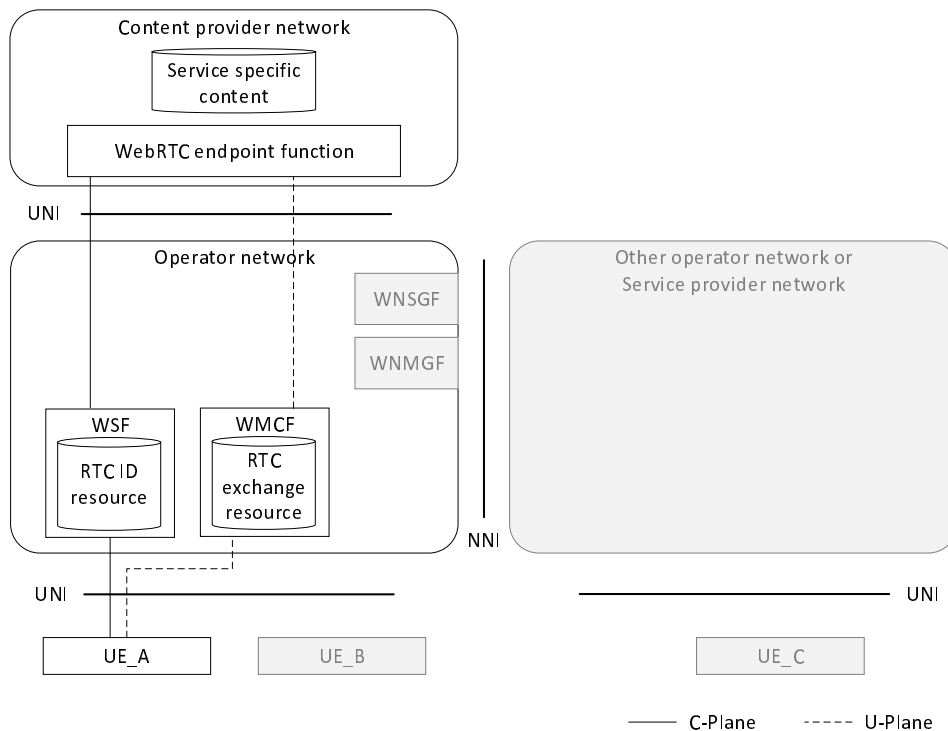 Content provider network
Service specific
content
WebRTC endpoint function
UNI
Operator network
WNSGF
WNMGF
Other operator network or
Service provider network
WSF
RTC ID
resource
WMCF
RTC
exchange
resource
NNI
UNI
UNI
UE_A
UE_B
UE_C
C-Plane
U-Plane